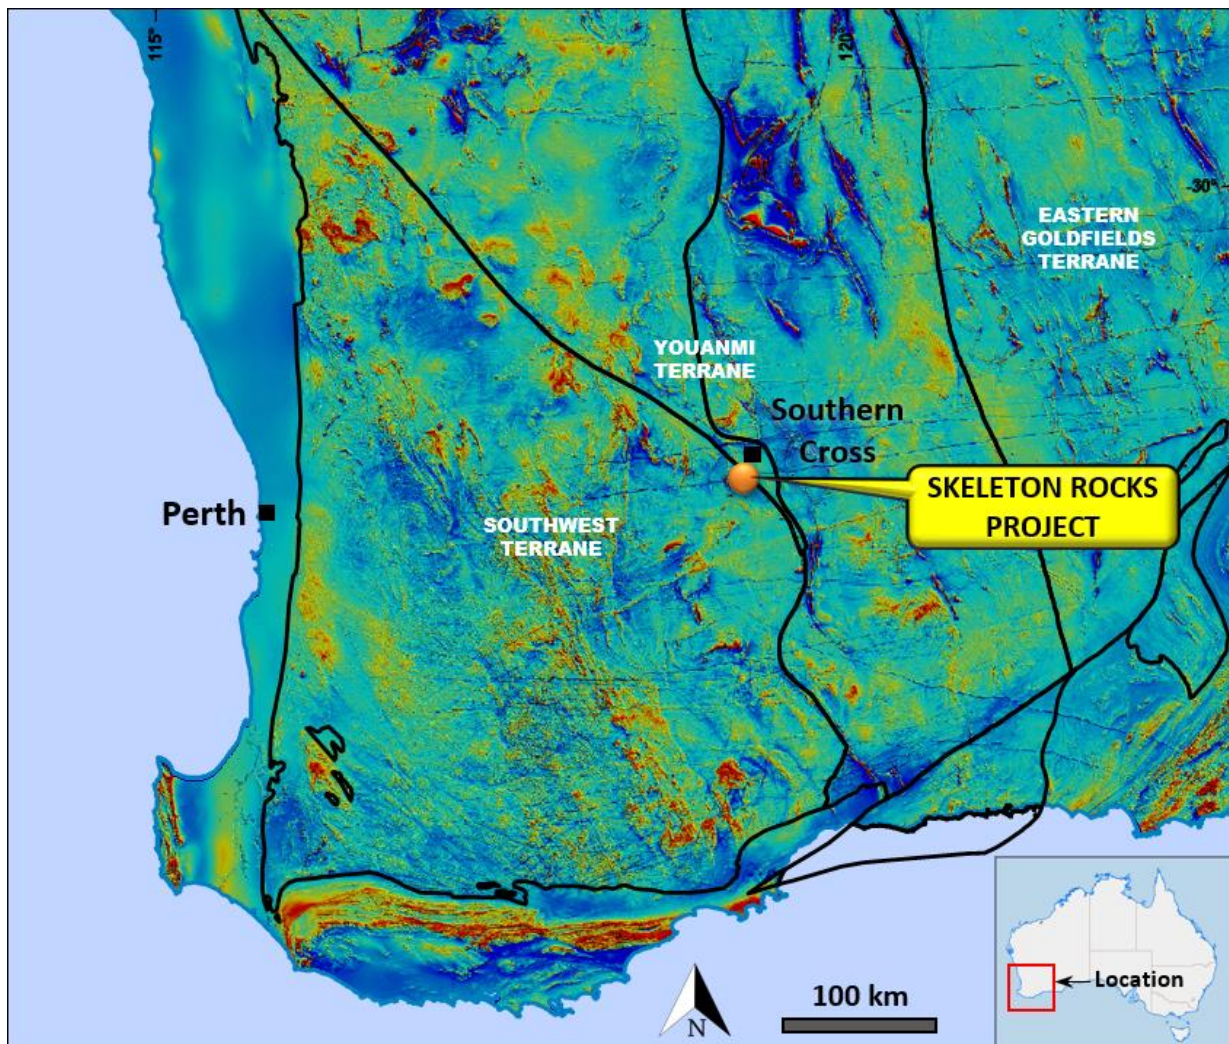 115°
120°
-30°
EASTERN
GOLDFIELDS
TERRANE
YOUANMI
TERRANE
Southern
Cross
SKELETON ROCKS
PROJECT
Perth
SOUTHWEST
TERRANE
N
100 km
Location